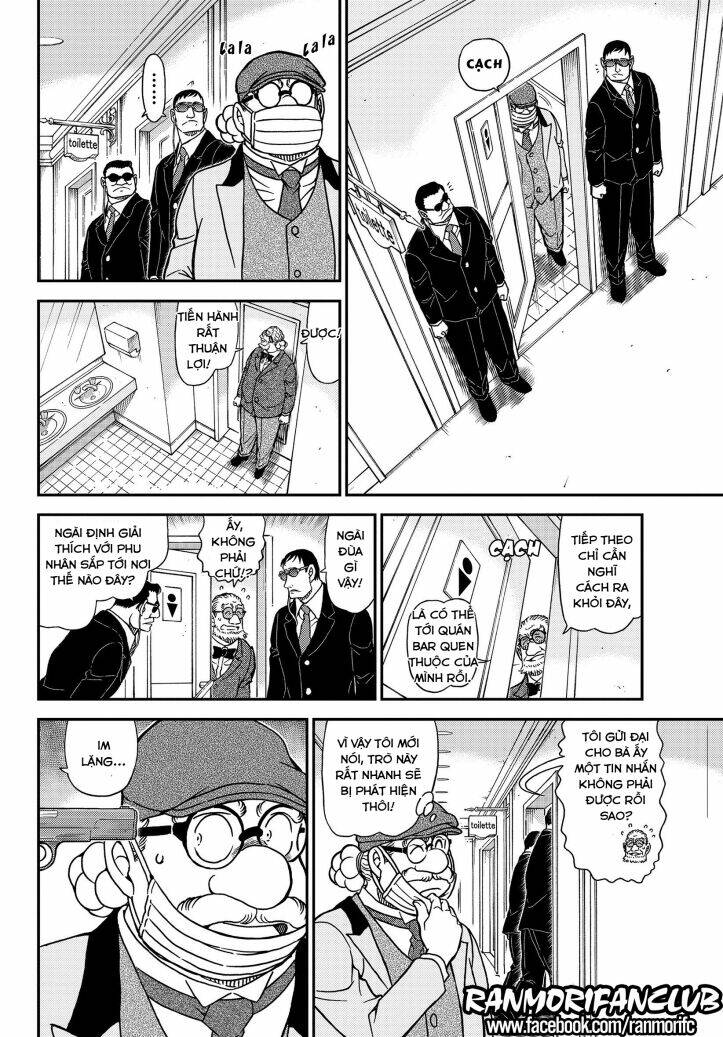 CẠCH
toilette
lala
lala
toilette
ĐƯỢC!
TIẾN HÀNH
RẤT
THUẬN
LỢI!
TIẾP THEO
CHỈ CẦN
NGHĨ
CÁCH RA
KHỎI ĐÂY,
CẠCH
LÀ CÓ THỂ
TỚI QUÁN
BAR QUEN
THUỘC CỦA
MÌNH RỒI.
NGÀI
ĐÙA
GÌ
VẬY!
ẤY,
KHÔNG
PHẢI
CHỨ!?
NGÀI ĐỊNH GIẢI
THÍCH VỚI PHU
NHÂN SẮP TỚI NƠI
THẾ NÀO ĐÂY?
TÔI GỬI ĐẠI
CHO BÀ ẤY
MỘT TIN NHẮN
KHÔNG PHẢI
ĐƯỢC RỒI
SAO?
toilette
VÌ VẬY TÔI MỚI
NÓI, TRÒ NÀY
RẤT NHANH SẼ
BỊ PHÁT HIỆN
THÔI!
IM
LẶNG...
RANMORIFANCLUB
www.facebook.com/ranmorifc